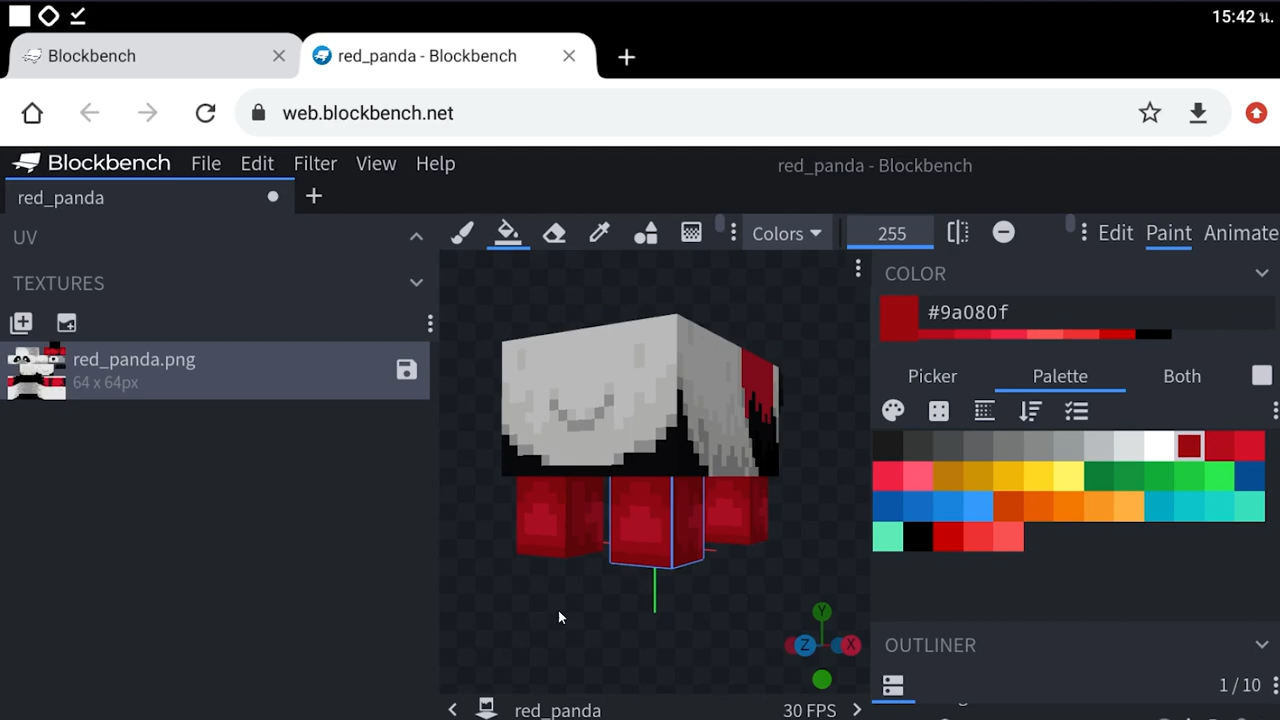 15:42 น.
Blockbench
red_panda - Blockbench
web.blockbench.net
Blockbench File Edit Filter View Help
red_panda - Blockbench
red_panda
UV
TEXTURES
red_panda.png
64 x 64px
Colors
255
Edit Paint Animate
COLOR
#9a080f
Picker Palette Both
Y
Z
X
OUTLINER
1 / 10
red_panda
30 FPS